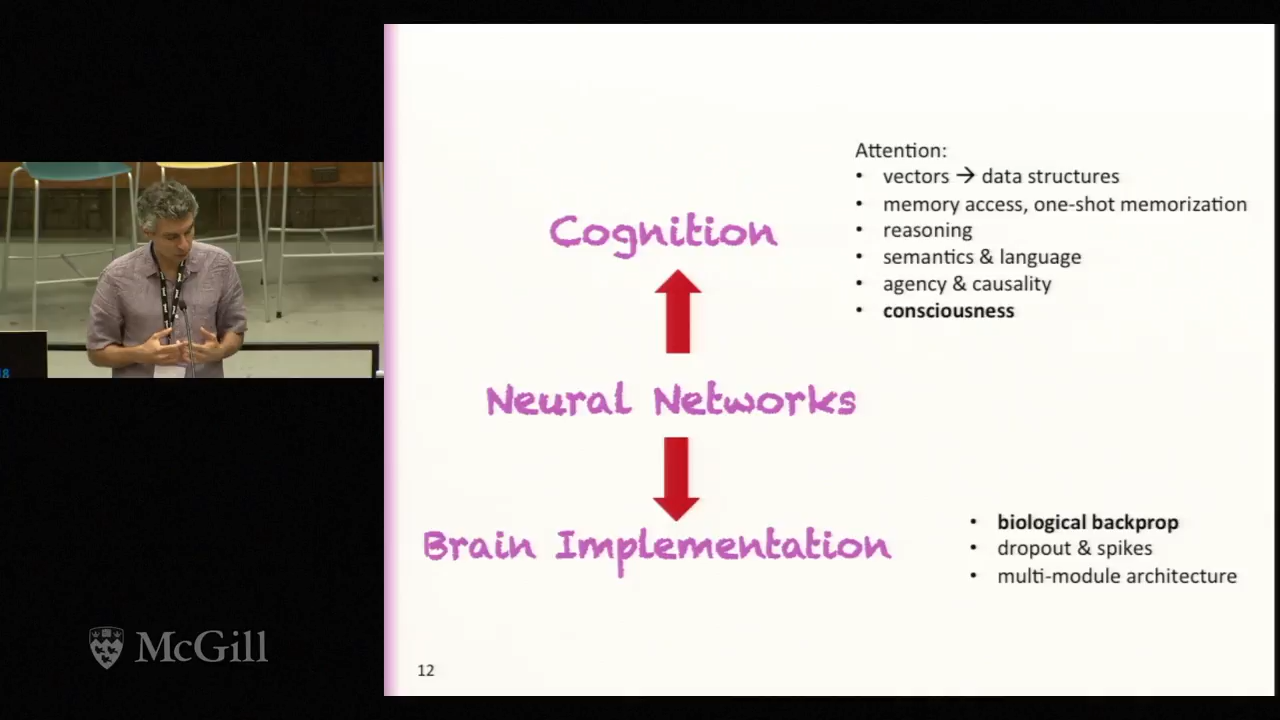 Attention:
• vectors → data structures
• memory access, one-shot memorization
• reasoning
• semantics & language
• agency & causality
• consciousness
Cognition
Neural Networks
Brain Implementation
• biological backprop
• dropout & spikes
• multi-module architecture
18
McGill
12